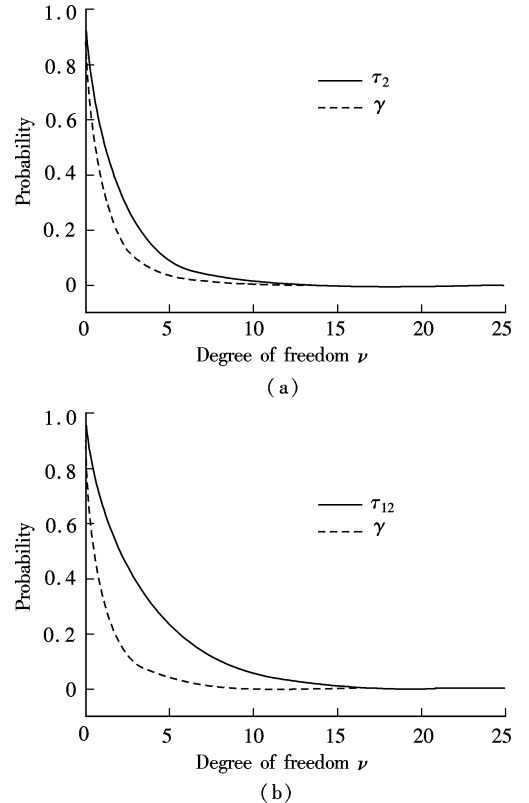 1.0
0.8
0.6
0.4
0.2
0
Probability
τ₂
γ
0 5 10 15 20 25
Degree of freedom ν
(a)
1.0
0.8
0.6
0.4
0.2
0
Probability
τ₁₂
γ
0 5 10 15 20 25
Degree of freedom ν
(b)